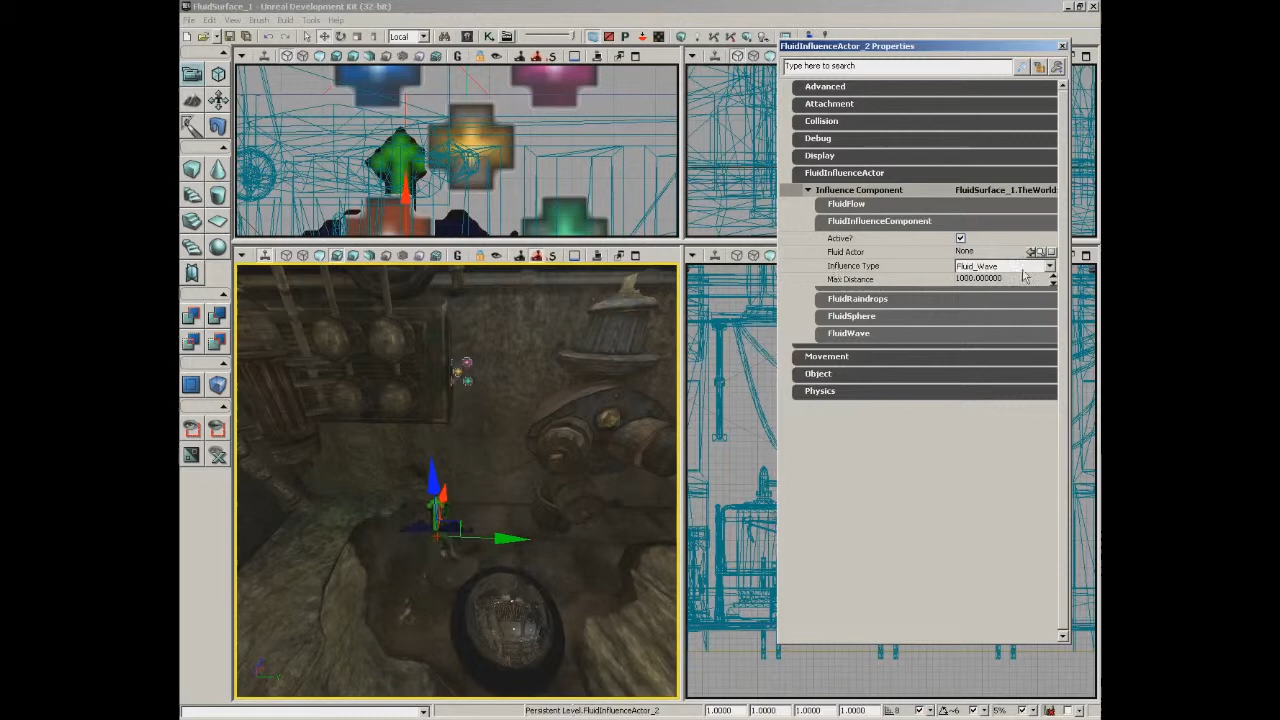 FluidSurface_1 - Unreal Development Kit (32-bit)
File Edit View Brush Build Tools Help
Local
FluidInfluenceActor_2 Properties
Type here to search
Advanced
Attachment
Collision
Debug
Display
FluidInfluenceActor
Influence Component FluidSurface_1.TheWorld:
FluidFlow
FluidInfluenceComponent
Active?
Fluid Actor None
Influence Type Fluid_Wave
Max Distance 1000.000000
FluidRaindrops
FluidSphere
FluidWave
Movement
Object
Physics
Persistent Level.FluidInfluenceActor_2 1.0000 1.0000 1.0000 1.0000 8 ~6 5%